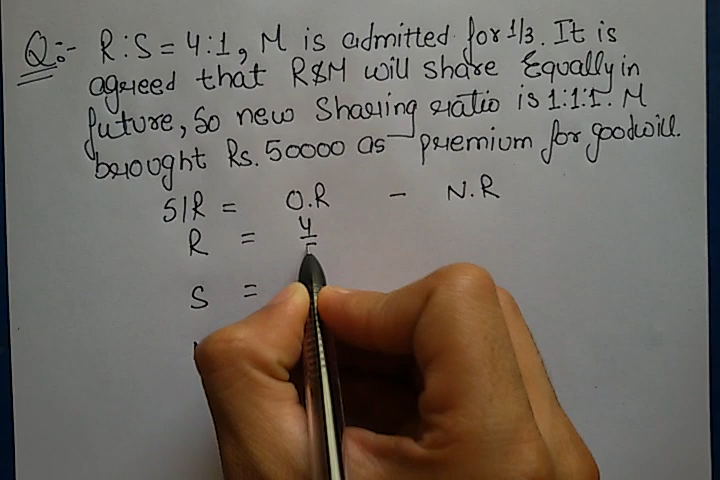 Q:- R:S = 4:1, M is admitted for 1/3. It is
agreed that R&M will share Equally in
future, So new Sharing ratio is 1:1:1. M
brought Rs. 50000 as premium for goodwill.
S/R = O.R - N.R
R = 4
S =